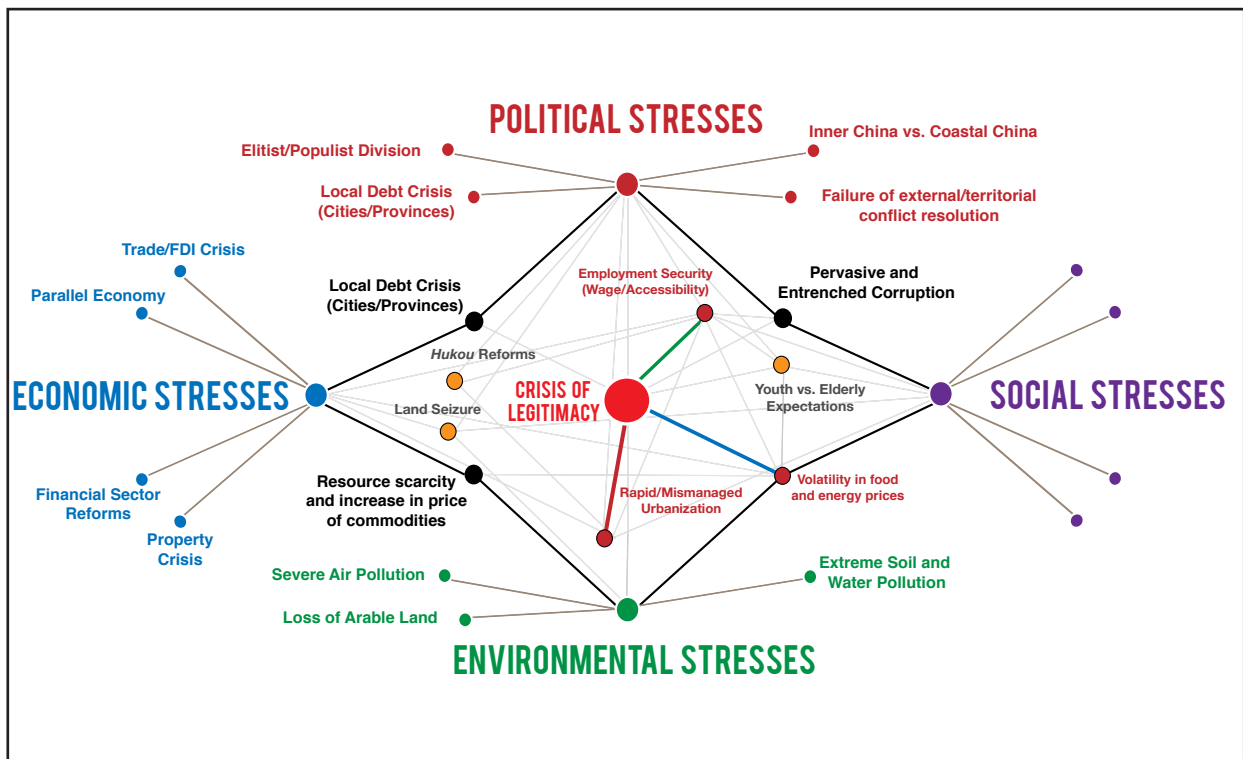 POLITICAL STRESSES
Elitist/Populist Division
Inner China vs. Coastal China
Local Debt Crisis
(Cities/Provinces)
Failure of external/territorial
conflict resolution
Trade/FDI Crisis
Parallel Economy
Local Debt Crisis
(Cities/Provinces)
Employment Security
(Wage/Accessibility)
Pervasive and
Entrenched Corruption
Hukou Reforms
ECONOMIC STRESSES
Land Seizure
CRISIS OF
LEGITIMACY
Youth vs. Elderly
Expectations
SOCIAL STRESSES
Financial Sector
Reforms
Property
Crisis
Resource scarcity
and increase in price
of commodities
Rapid/Mismanaged
Urbanization
Volatility in food
and energy prices
Severe Air Pollution
Loss of Arable Land
Extreme Soil and
Water Pollution
ENVIRONMENTAL STRESSES